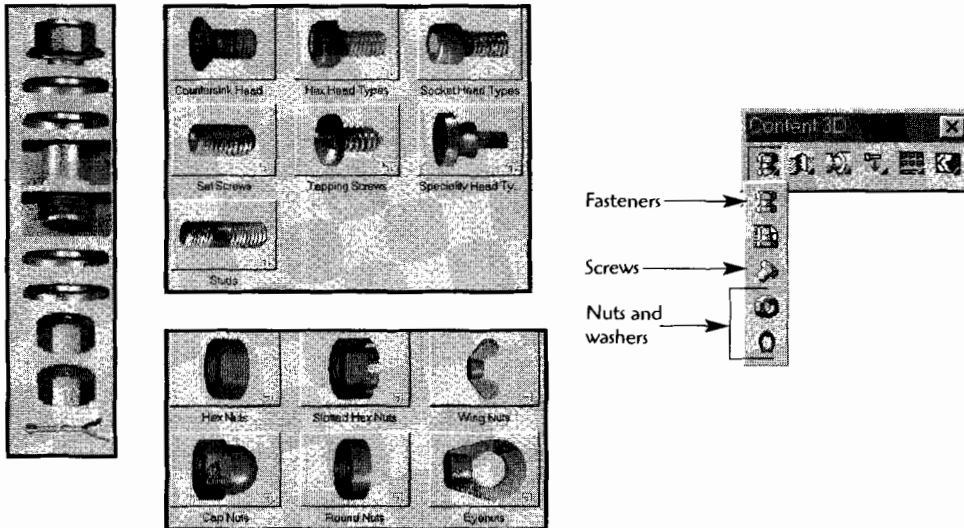 Countersink Head
Hex Head Types
Socket Head Types
Set Screws
Tapping Screws
Speciality Head Ty...
Studs
Hex Nuts
Slotted Hex Nuts
Wing Nuts
Cap Nuts
Round Nuts
Eyenuts
Content 3D
Fasteners
Screws
Nuts and
washers